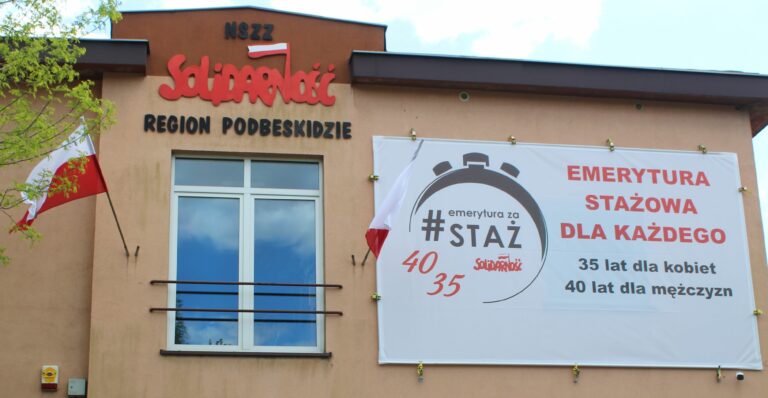 NSZZ
Solidarność
REGION PODBESKIDZIE
emerytura za
#STAŻ
40
35
Solidarność
EMERYTURA
STAŻOWA
DLA KAŻDEGO
35 lat dla kobiet
40 lat dla mężczyzn